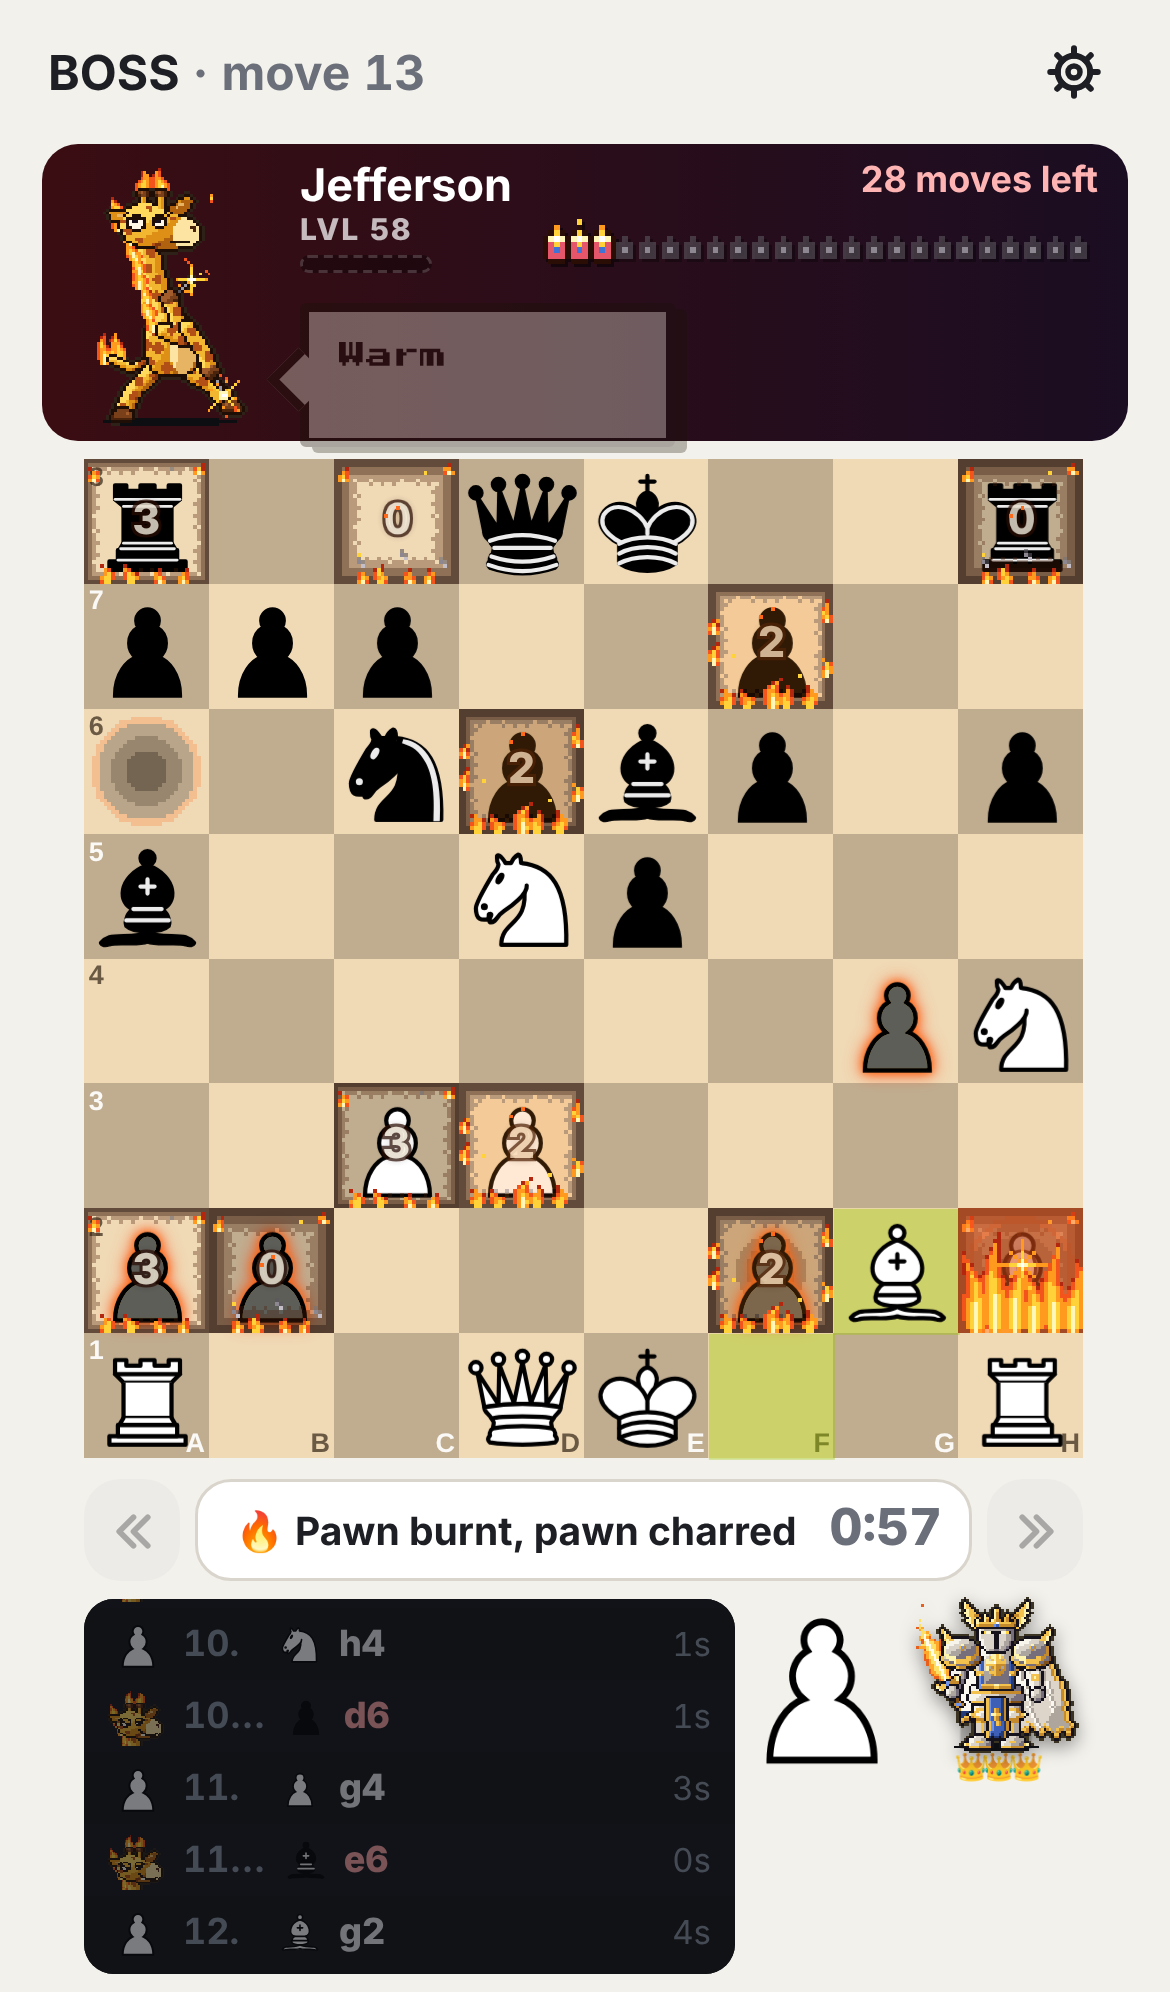 BOSS · move 13
Jefferson
28 moves left
LVL 58
Warm
3 0 0
7 2
6 2
5
4
3 3 2
3 0 2
1
A B C D E F G H
🔥 Pawn burnt, pawn charred 0:57
10. h4 1s
10... d6 1s
11. g4 3s
11... e6 0s
12. g2 4s